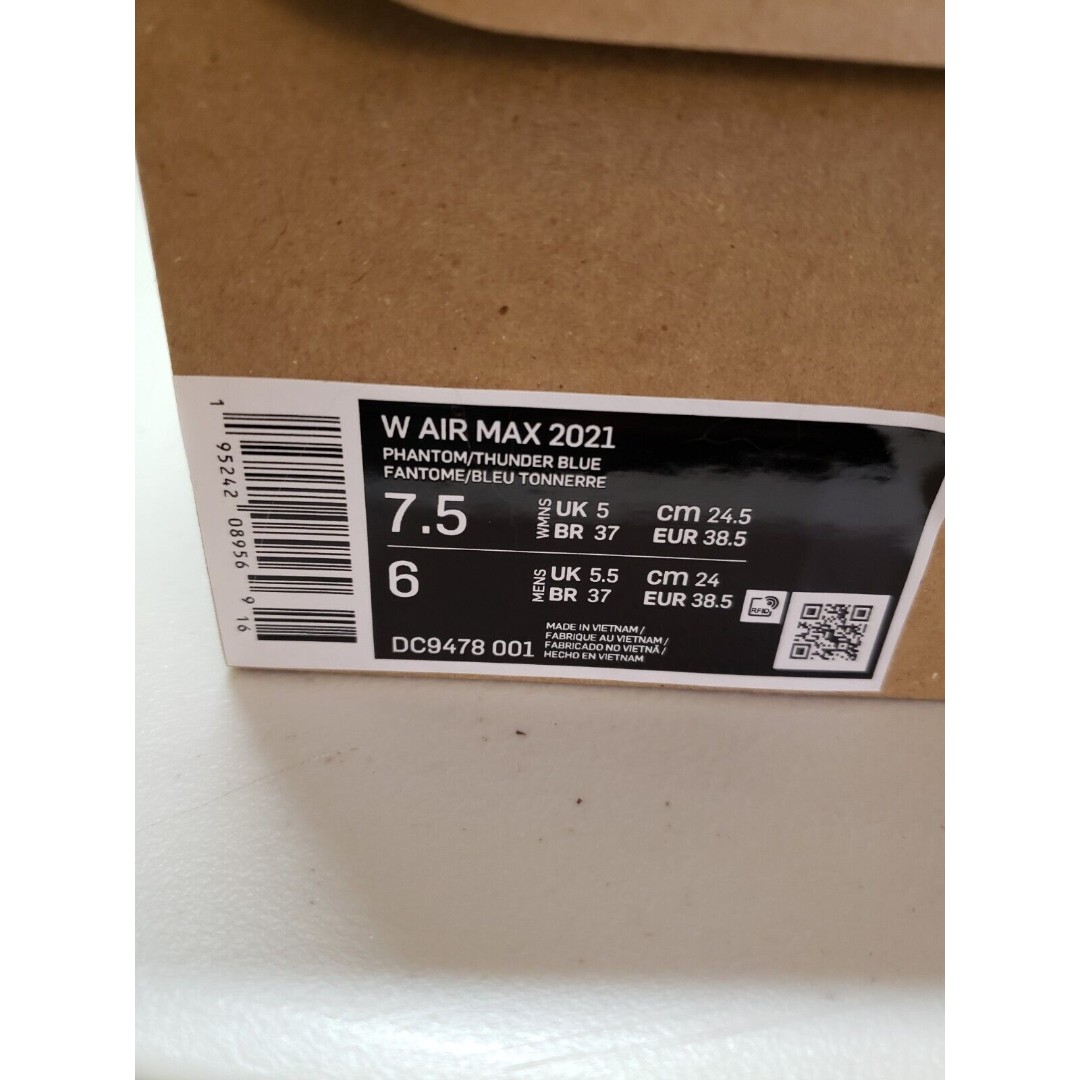 W AIR MAX 2021
PHANTOM/THUNDER BLUE
FANTOME/BLEU TONNERRE
7.5 WMNS UK 5 cm 24.5
BR 37 EUR 38.5
6 MENS UK 5.5 cm 24
BR 37 EUR 38.5
RFID
DC9478 001
MADE IN VIETNAM /
FABRIQUE AU VIETNAM /
FABRICADO NO VIETNÃ /
HECHO EN VIETNAM
1 95242 08956 9 16